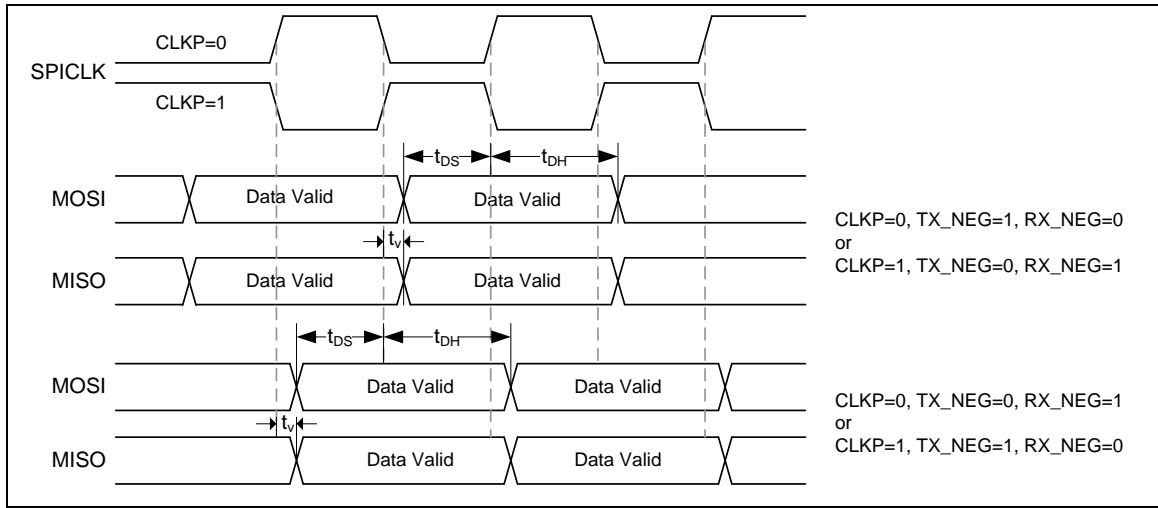 CLKP=0
SPICLK
CLKP=1
tDS tDH
MOSI Data Valid Data Valid
CLKP=0, TX_NEG=1, RX_NEG=0
or
CLKP=1, TX_NEG=0, RX_NEG=1
tv
MISO Data Valid Data Valid
tDS tDH
MOSI Data Valid Data Valid
CLKP=0, TX_NEG=0, RX_NEG=1
or
CLKP=1, TX_NEG=1, RX_NEG=0
tv
MISO Data Valid Data Valid